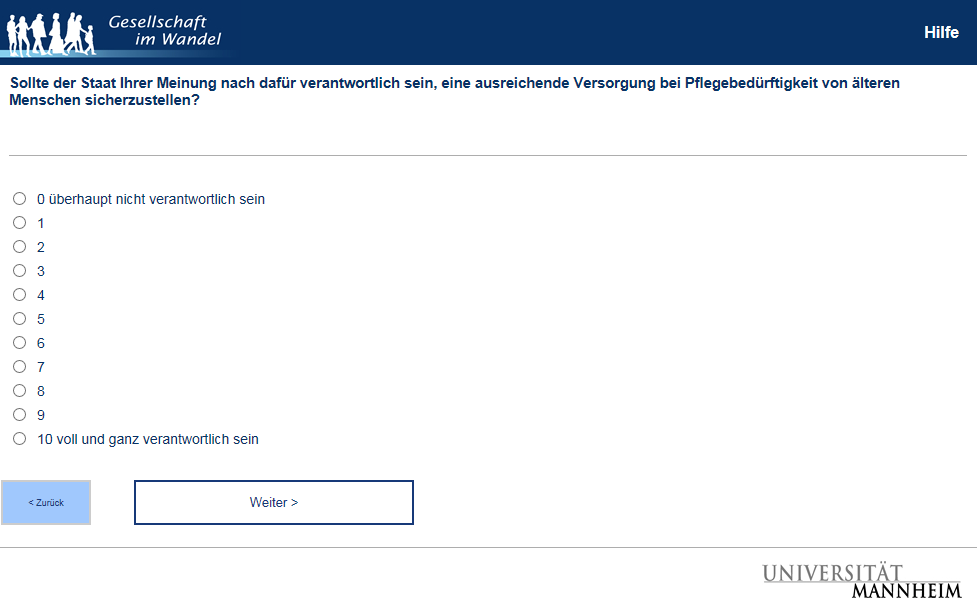 Gesellschaft
im Wandel
Hilfe
Sollte der Staat Ihrer Meinung nach dafür verantwortlich sein, eine ausreichende Versorgung bei Pflegebedürftigkeit von älteren
Menschen sicherzustellen?
0 überhaupt nicht verantwortlich sein
1
2
3
4
5
6
7
8
9
10 voll und ganz verantwortlich sein
< Zurück
Weiter >
UNIVERSITÄT
MANNHEIM